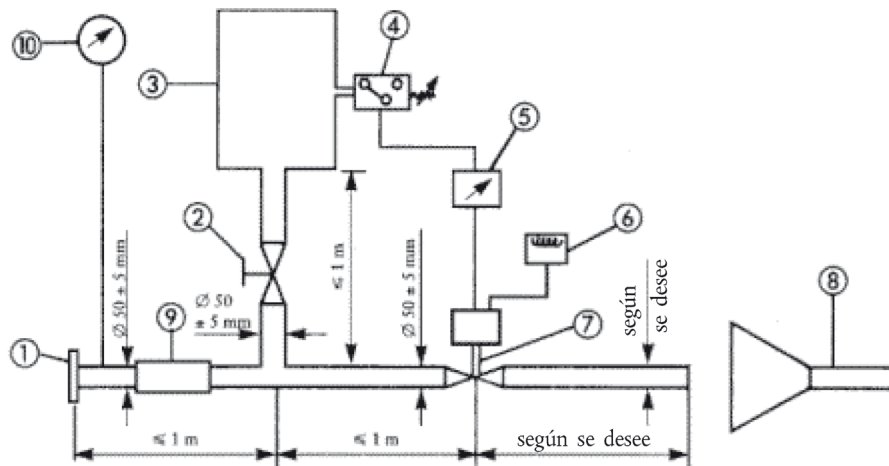 ⑩
④
③
⑤
②
⑥
≤ 1 m
Ø 50 ± 5 mm
Ø 50
± 5 mm
Ø 50 ± 5 mm
según
se desee
⑧
⑨
⑦
①
≤ 1 m
≤ 1 m
según se desee